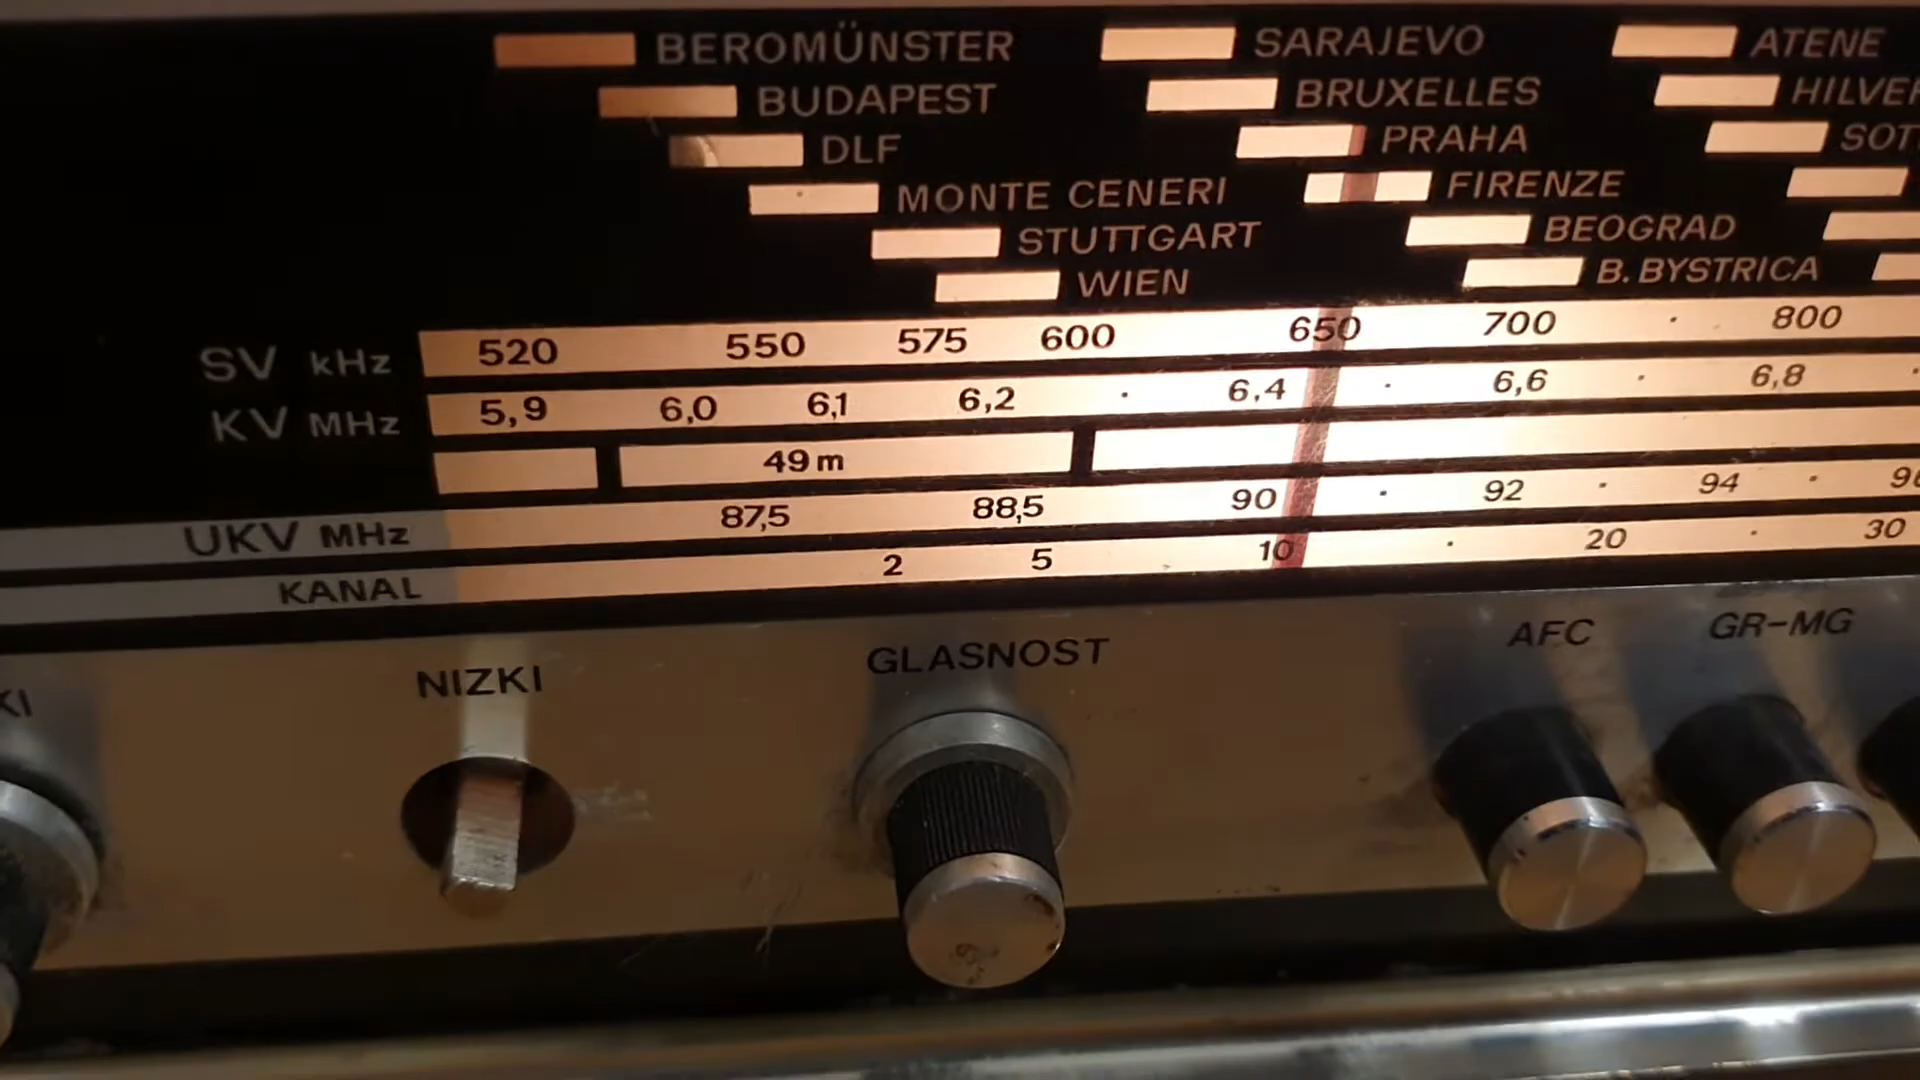 BEROMÜNSTER SARAJEVO ATENE
BUDAPEST BRUXELLES HILVER
DLF PRAHA SOT
MONTE CENERI FIRENZE
STUTTGART BEOGRAD
WIEN B. BYSTRICA
SV kHz 520 550 575 600 650 700 · 800
KV MHz 5,9 6,0 6,1 6,2 · 6,4 · 6,6 · 6,8
49 m
UKV MHz 87,5 88,5 90 · 92 · 94 ·
KANAL 2 5 10 · 20 · 30
NIZKI GLASNOST AFC GR-MG